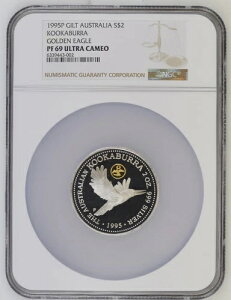 1995P GILT AUSTRALIA S$2
KOOKABURRA
GOLDEN EAGLE
PF 69 ULTRA CAMEO
NGC
NUMISMATIC GUARANTY CORPORATION
THE AUSTRALIAN KOOKABURRA 2 OZ. 999 SILVER
1995